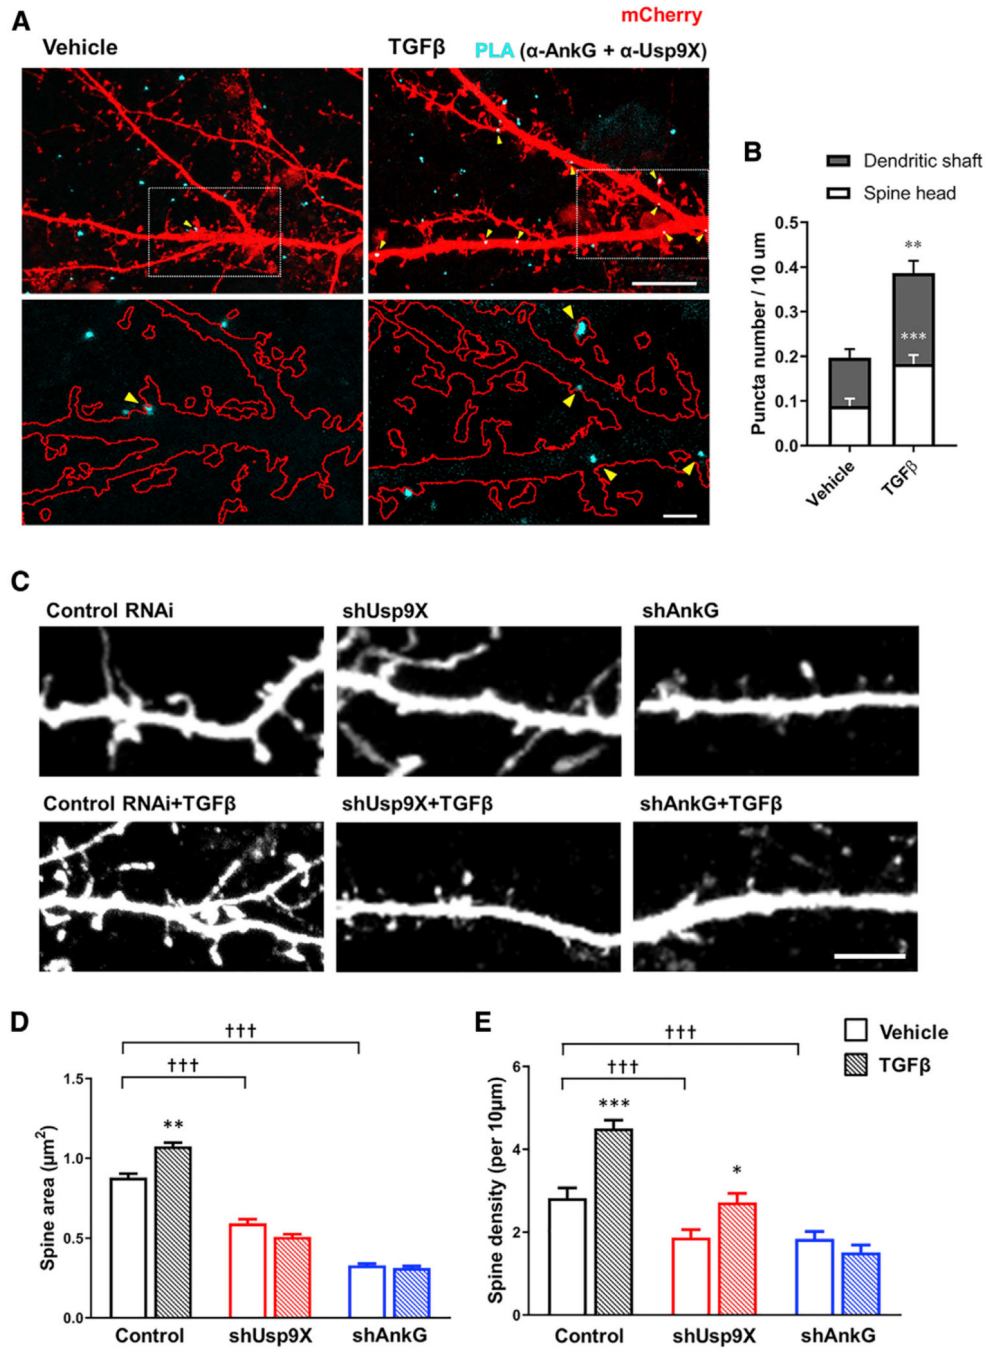 A
mCherry
Vehicle
TGFβ
PLA (α-AnkG + α-Usp9X)
B
Dendritic shaft
Spine head
Puncta number / 10 um
0.5
0.4
0.3
0.2
0.1
0.0
**
***
Vehicle
TGFβ
C
Control RNAi
shUsp9X
shAnkG
Control RNAi+TGFβ
shUsp9X+TGFβ
shAnkG+TGFβ
D
†††
†††
Spine area (μm²)
1.5
1.0
0.5
0.0
**
Control
shUsp9X
shAnkG
E
Vehicle
TGFβ
†††
†††
Spine density (per 10μm)
6
4
2
0
***
*
Control
shUsp9X
shAnkG